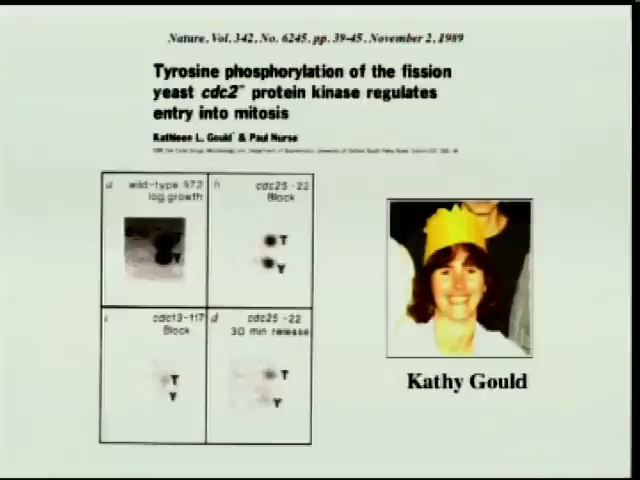 Nature, Vol, 342, No. 6245, pp. 39-45, November 2, 1989
Tyrosine phosphorylation of the fission
yeast cdc2⁺ protein kinase regulates
entry into mitosis
Kathleen L. Gould* & Paul Nurse
a wild-type 972
log growth
b cdc25-22
Block
T
Y
T
Y
c cdc13-117
Block
d cdc25-22
30 min release
T
Y
T
Y
Kathy Gould